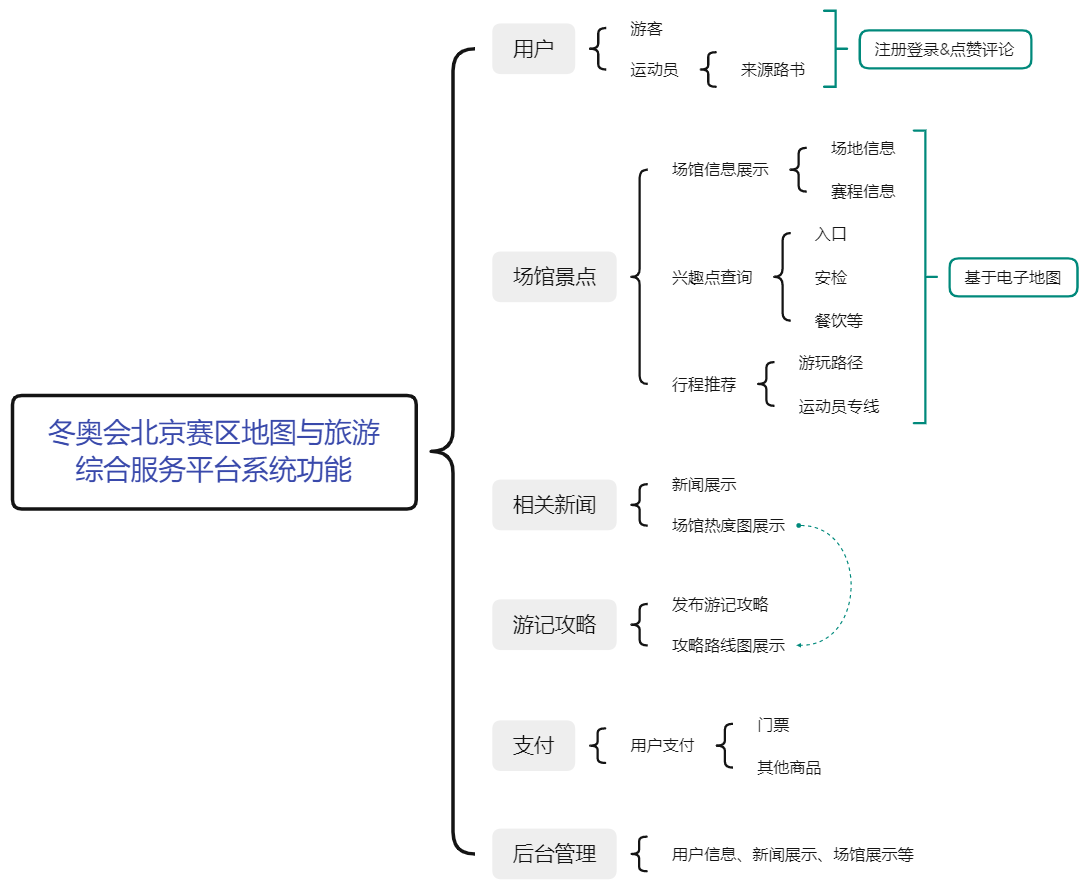 冬奥会北京赛区地图与旅游
综合服务平台系统功能
用户
游客
运动员
来源路书
注册登录&点赞评论
场馆景点
场馆信息展示
场地信息
赛程信息
兴趣点查询
入口
安检
餐饮等
行程推荐
游玩路径
运动员专线
基于电子地图
相关新闻
新闻展示
场馆热度图展示
游记攻略
发布游记攻略
攻略路线图展示
支付
用户支付
门票
其他商品
后台管理
用户信息、新闻展示、场馆展示等